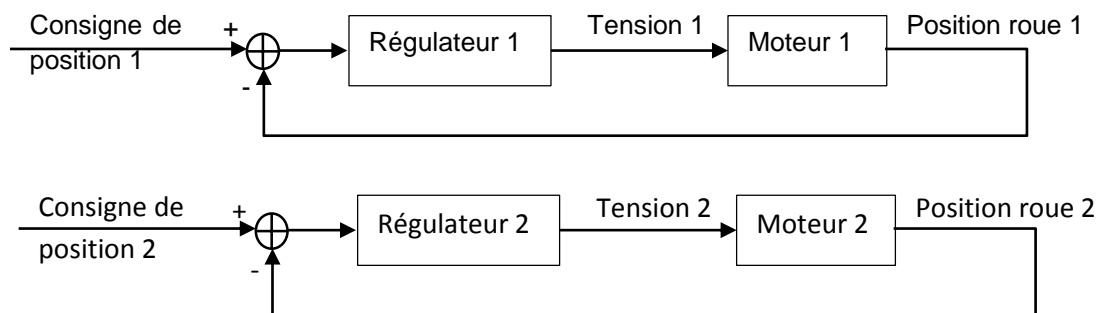 Consigne de
position 1
+
-
Régulateur 1
Tension 1
Moteur 1
Position roue 1
Consigne de
position 2
+
-
Régulateur 2
Tension 2
Moteur 2
Position roue 2